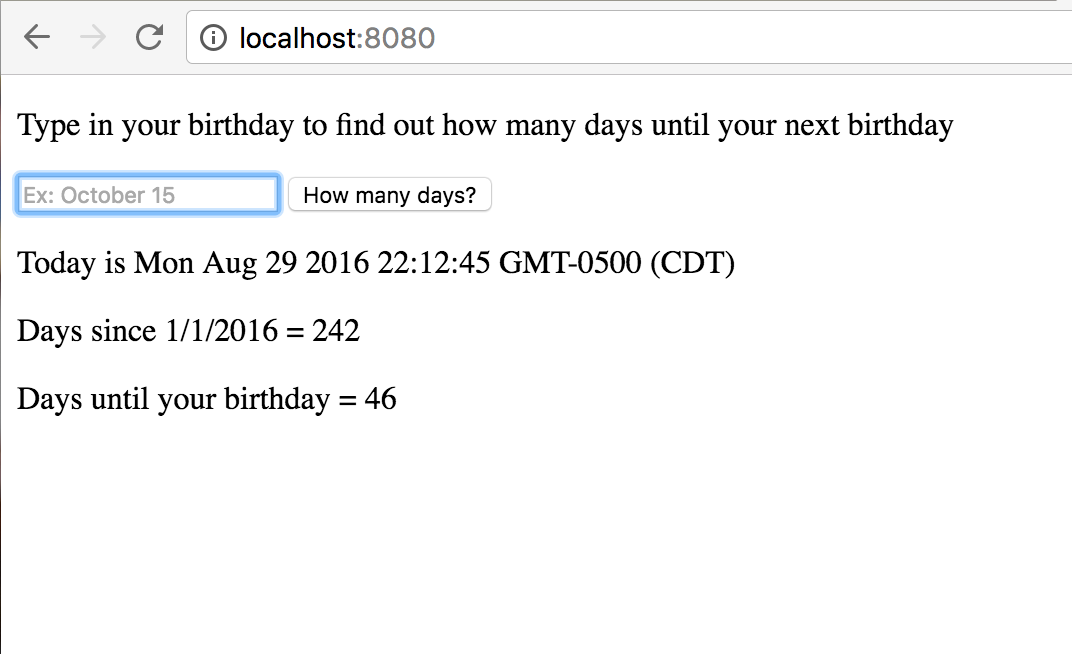 localhost:8080
Type in your birthday to find out how many days until your next birthday
Ex: October 15 How many days?
Today is Mon Aug 29 2016 22:12:45 GMT-0500 (CDT)
Days since 1/1/2016 = 242
Days until your birthday = 46